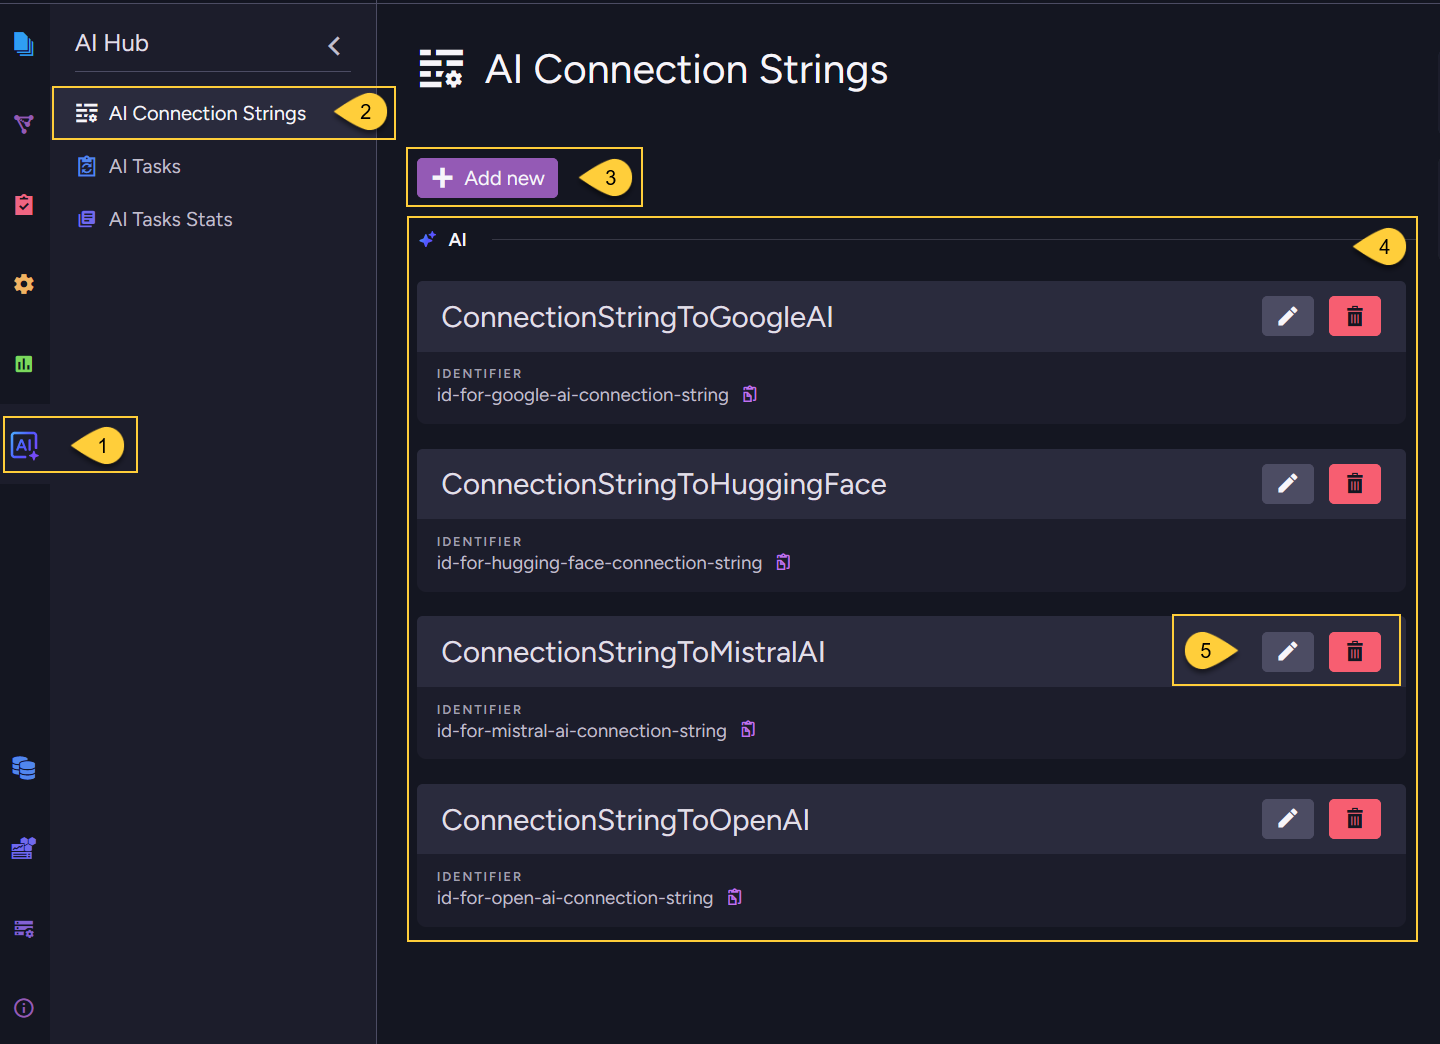 AI Hub
AI Connection Strings
2
AI Tasks
AI Tasks Stats
AI
1
AI Connection Strings
Add new
3
AI
4
ConnectionStringToGoogleAI
IDENTIFIER
id-for-google-ai-connection-string
ConnectionStringToHuggingFace
IDENTIFIER
id-for-hugging-face-connection-string
ConnectionStringToMistralAI
5
IDENTIFIER
id-for-mistral-ai-connection-string
ConnectionStringToOpenAI
IDENTIFIER
id-for-open-ai-connection-string